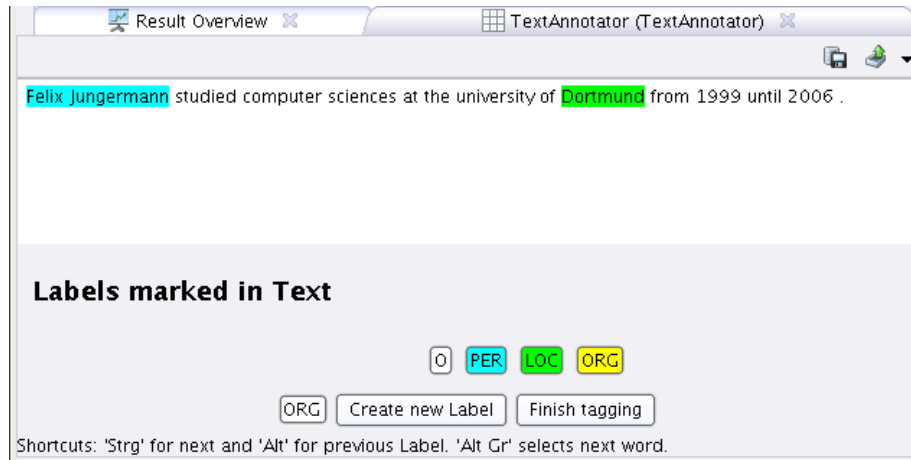 Result Overview TextAnnotator (TextAnnotator)
Felix Jungermann studied computer sciences at the university of Dortmund from 1999 until 2006 .
Labels marked in Text
O PER LOC ORG
ORG Create new Label Finish tagging
Shortcuts: 'Strg' for next and 'Alt' for previous Label. 'Alt Gr' selects next word.